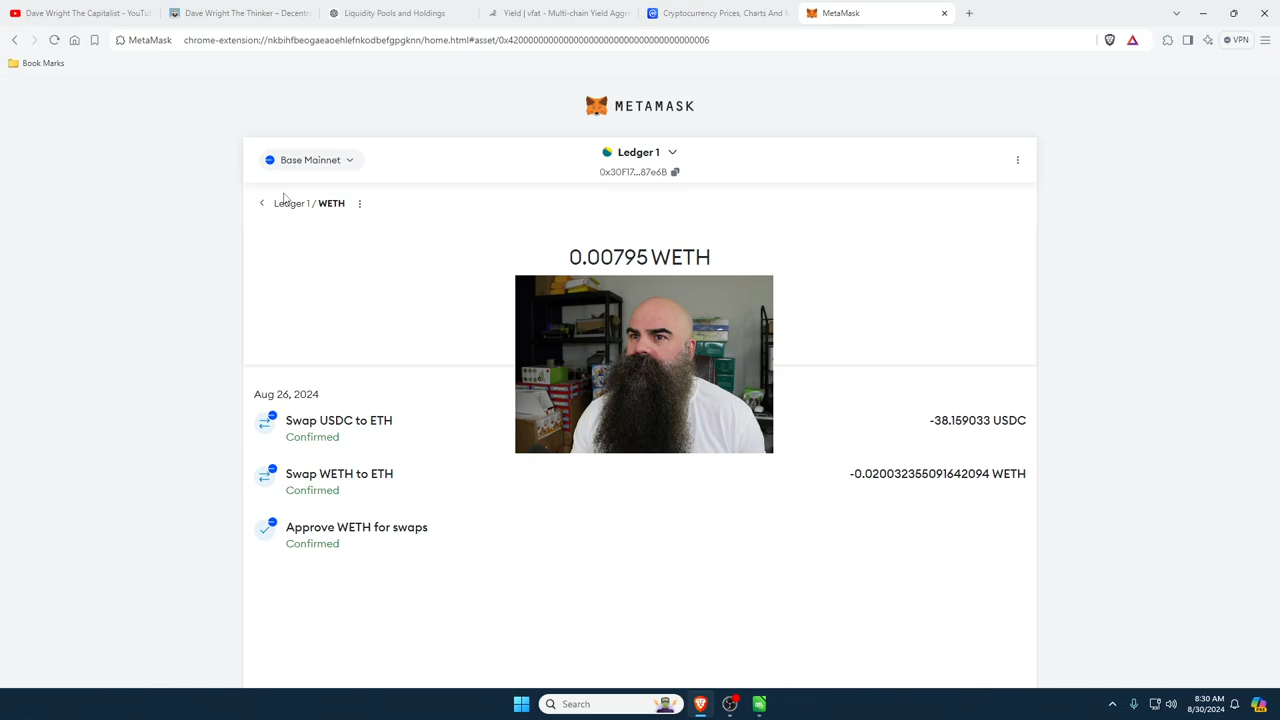 Dave Wright The Capitalist - YouTu
Dave Wright The Thinker – Decentr
Liquidity Pools and Holdings
Yield | vfat - Multi-chain Yield Aggre
Cryptocurrency Prices, Charts And M
MetaMask
MetaMask
chrome-extension://nkbihfbeogaeaoehlefnkodbefgpgknn/home.html#asset/0x4200000000000000000000000000000000000006
VPN
Book Marks
METAMASK
Base Mainnet
Ledger 1
0x30F17...87e6B
Ledger 1 / WETH
0.00795 WETH
Aug 26, 2024
Swap USDC to ETH
-38.159033 USDC
Confirmed
Swap WETH to ETH
-0.020032355091642094 WETH
Confirmed
Approve WETH for swaps
Confirmed
Search
8:30 AM
8/30/2024